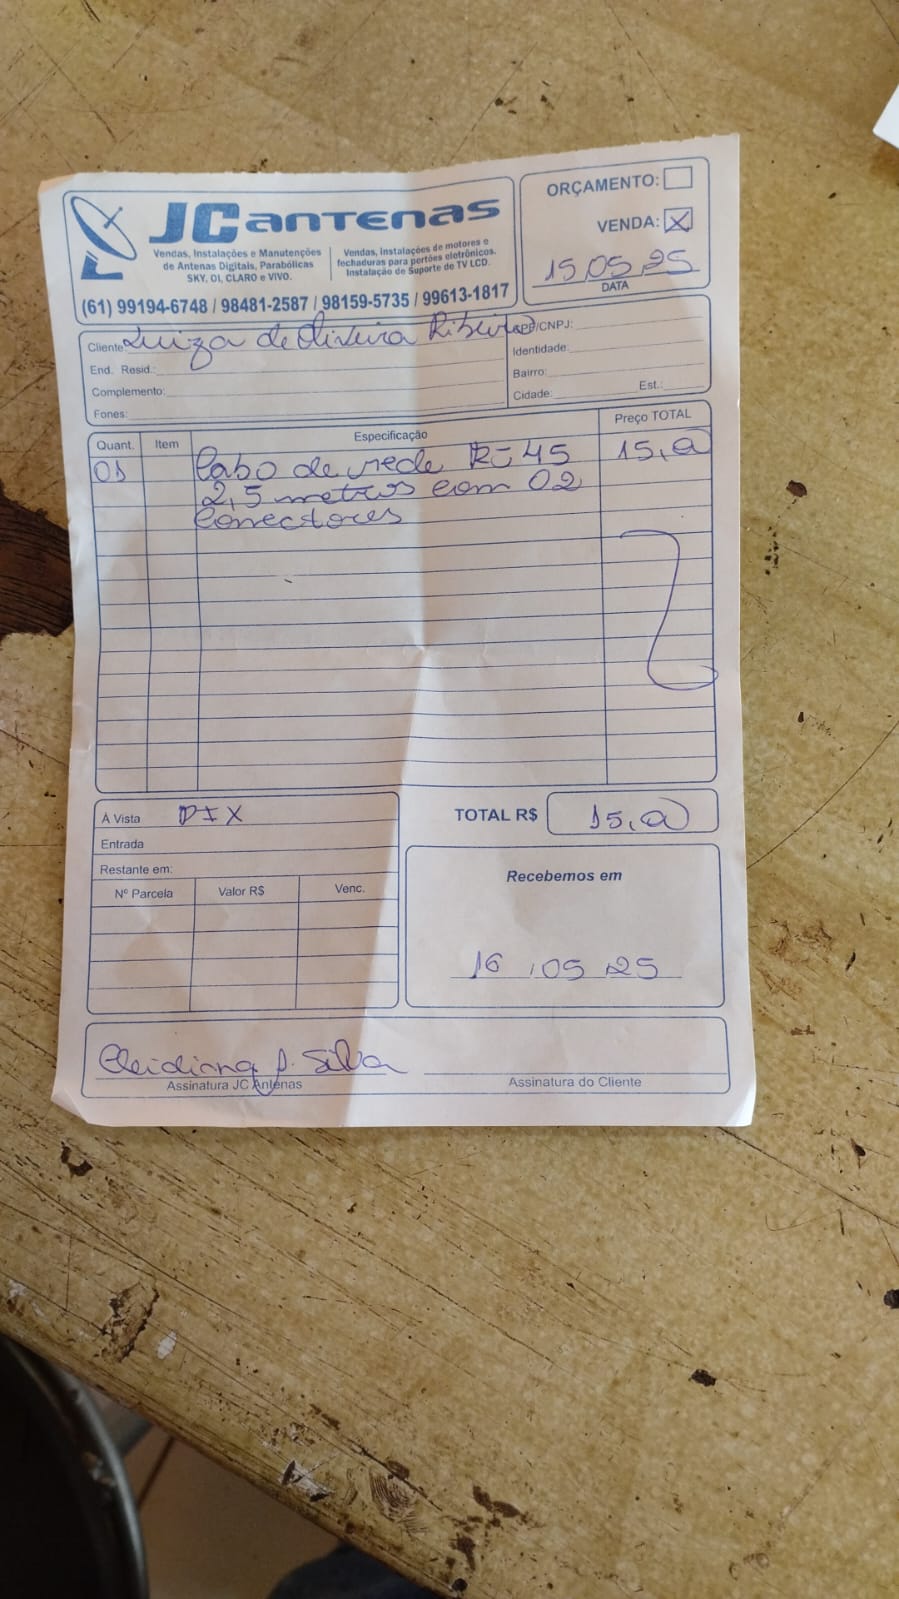 JC antenas
Vendas, Instalações e Manutenções
de Antenas Digitais, Parabólicas
SKY, OI, CLARO e VIVO.
Vendas, instalações de motores e
fechaduras para portões eletrônicos.
Instalação de Suporte de TV LCD.
(61) 99194-6748 / 98481-2587 / 98159-5735 / 99613-1817
ORÇAMENTO:
VENDA: X
15 05 25
DATA
Cliente: Luiza de Oliveira Ribeiro
End. Resid.:
Complemento:
Fones:
CPF/CNPJ:
Identidade:
Bairro:
Cidade: Est.:
Quant. Item Especificação Preço TOTAL
01 Cabo de rede RJ 45 15,00
2,5 metros com 02
conectores
À Vista PIX
Entrada
Restante em:
Nº Parcela Valor R$ Venc.
TOTAL R$ 15,00
Recebemos em
16 05 25
Cleidiana P. Silva
Assinatura JC Antenas
Assinatura do Cliente